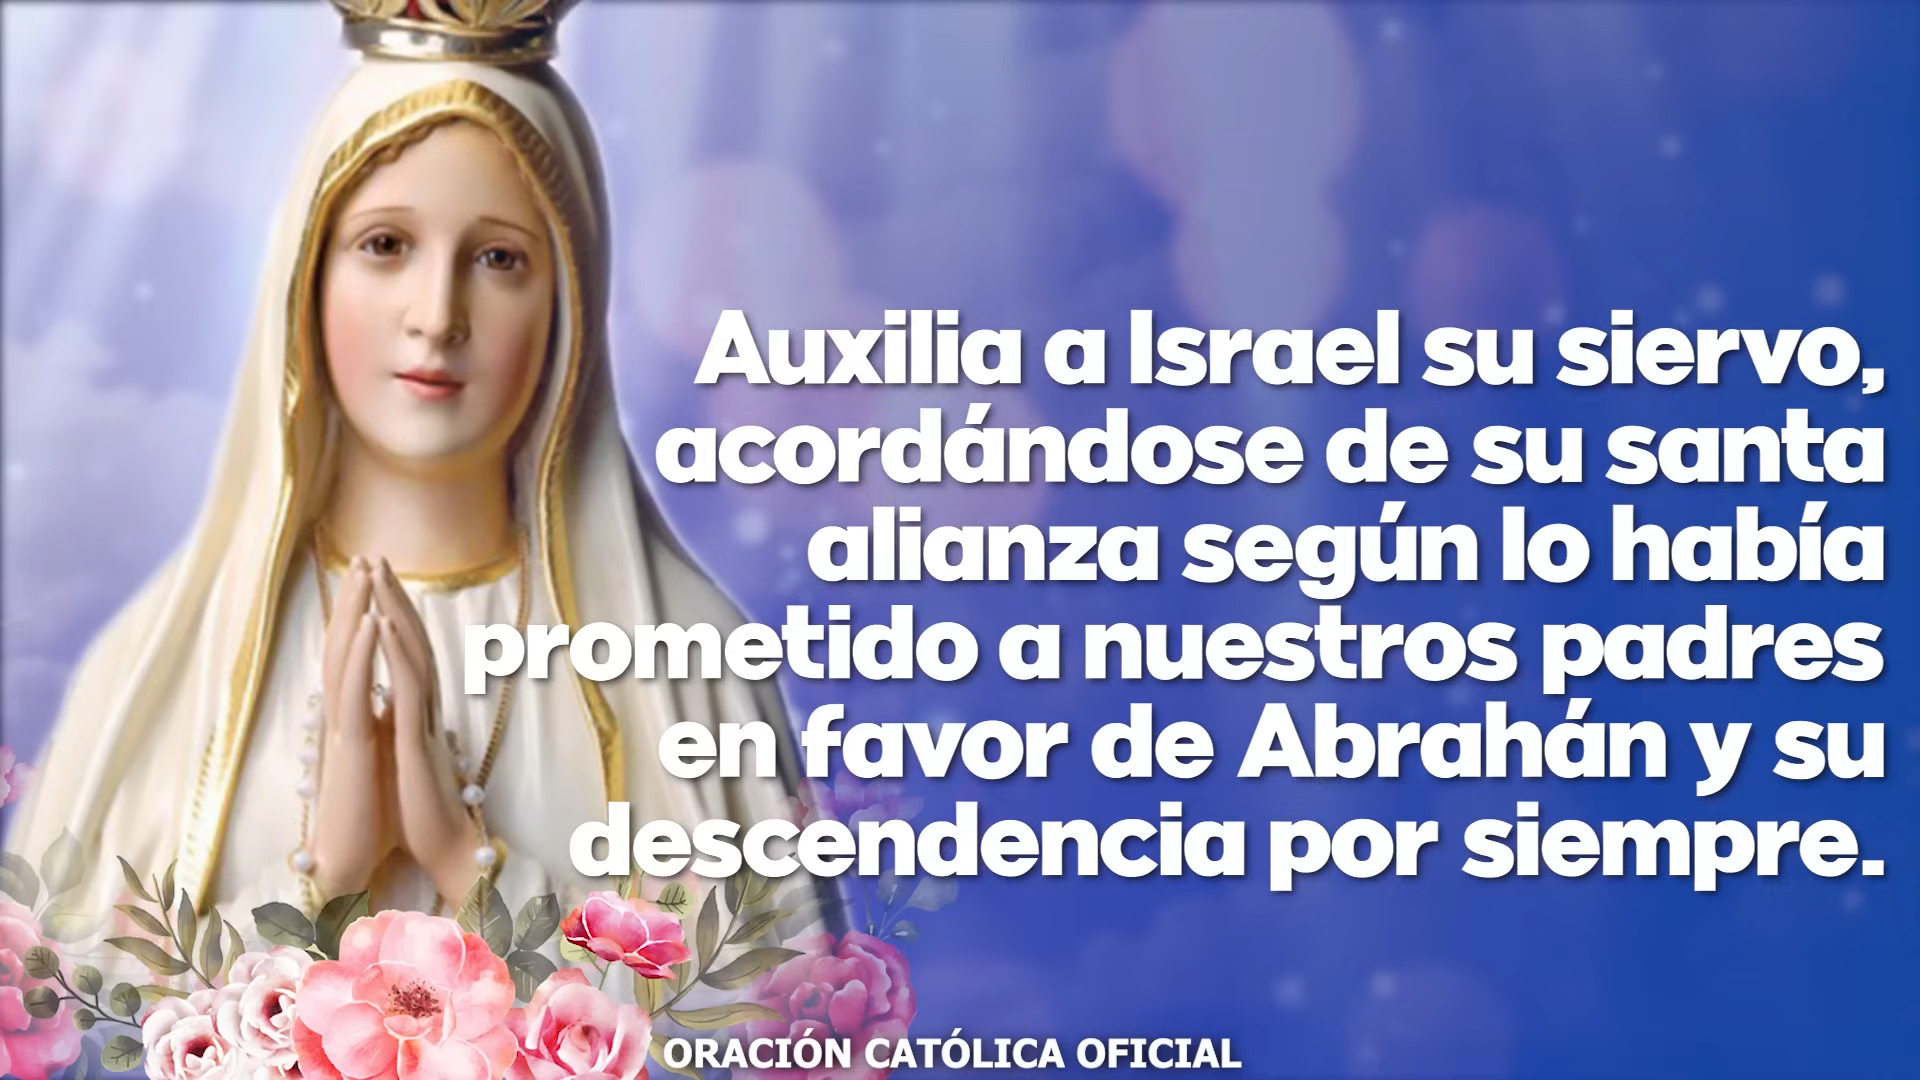 Auxilia a Israel su siervo,
acordándose de su santa
alianza según lo había
prometido a nuestros padres
en favor de Abrahán y su
descendencia por siempre.
ORACIÓN CATÓLICA OFICIAL